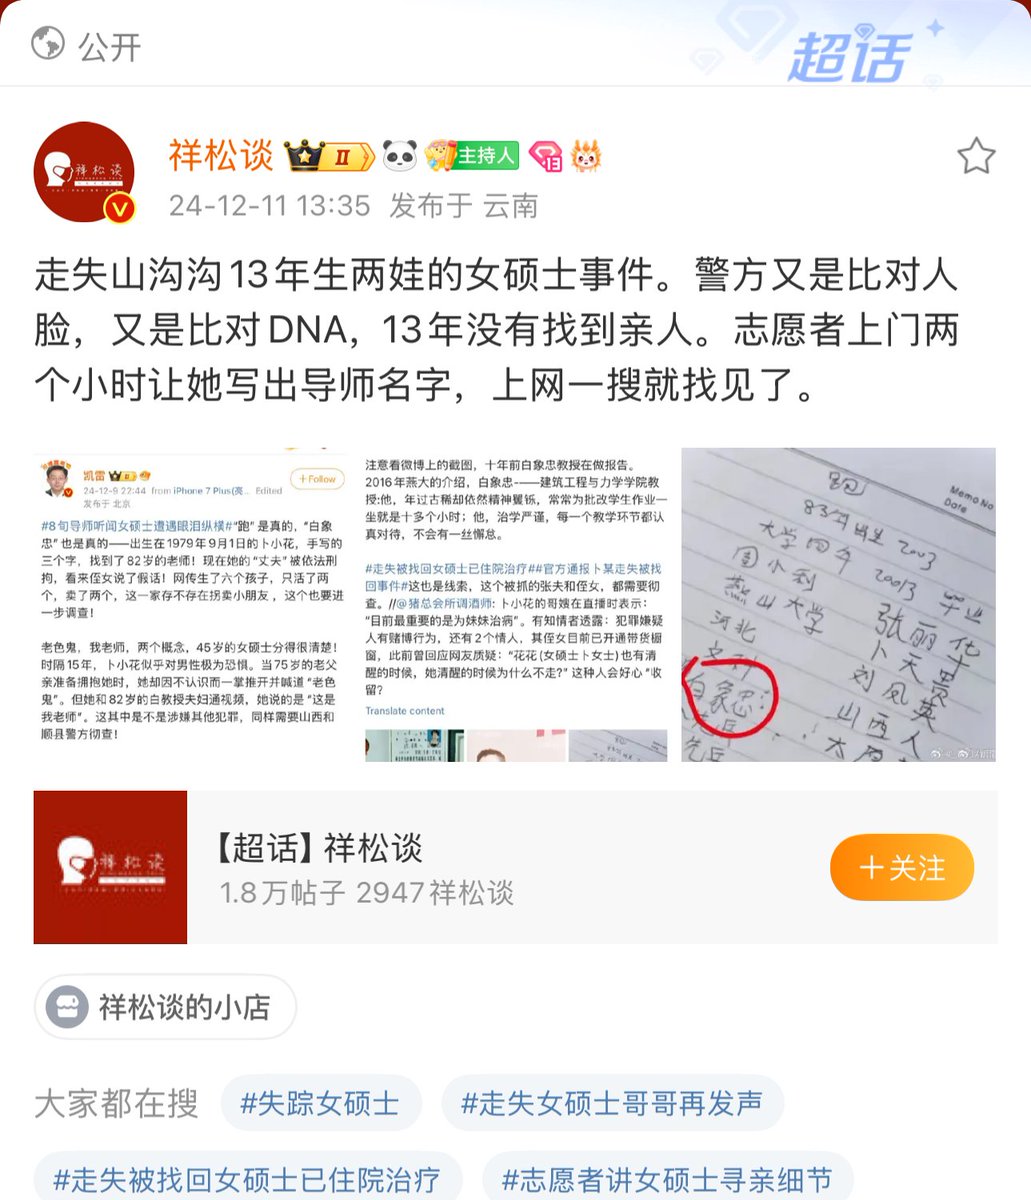 公开
超话
祥松谈
II
主持人
24-12-11 13:35 发布于 云南
走失山沟沟13年生两娃的女硕士事件。警方又是比对人
脸，又是比对DNA，13年没有找到亲人。志愿者上门两
个小时让她写出导师名字，上网一搜就找见了。
凯雷
+Follow
24-12-9 22:44 from iPhone 7 Plus(亮... Edited
发布于 北京
#8旬导师听闻女硕士遭遇眼泪纵横#“跑”是真的，“白象
忠”也是真的——出生在1979年9月1日的卜小花，手写的
三个字，找到了82岁的老师！现在她的“丈夫”被依法刑
拘，看来侄女说了假话！网传生了六个孩子，只活了两
个，卖了两个，这一家存不存在拐卖小朋友，这个也要进
一步调查！
老色鬼，我老师，两个概念，45岁的女硕士分得很清楚！
时隔15年，卜小花似乎对男性极为恐惧。当75岁的老父
亲准备拥抱她时，她却因不认识而一掌推开并喊道“老色
鬼”。但她和82岁的白教授夫妇通视频，她说的是“这是
我老师”。这其中是不是涉嫌其他犯罪，同样需要山西和
顺县警方彻查！
注意看微博上的截图，十年前白象忠教授在做报告。
2016年燕大的介绍，白象忠-——建筑工程与力学学院教
授:他，年过古稀却依然精神矍铄，常常为批改学生作业一
坐就是十多个小时；他，治学严谨，每一个教学环节都认
真对待，不会有一丝懈怠。
#走失被找回女硕士已住院治疗##官方通报卜某走失被找
回事件#这也是线索，这个被抓的张夫和侄女，都需要彻
查。//@猪总会所调酒师: 卜小花的哥嫂在直播时表示：
“目前最重要的是为妹妹治病”。有知情者透露：犯罪嫌疑
人有赌博行为，还有2个情人，其侄女目前已开通带货橱
窗，此前曾回应网友质疑：“花花(女硕士卜女士)也有清
醒的时候，她清醒的时候为什么不走?”这种人会好心“收
留?
Translate content
跑
Memo No
Date
83年出生 2003
大学四年 20013 毕业
周小利
燕山大学
张丽华
河北
卜天贵
刘凤英
白象忠:
山西人
【超话】祥松谈
1.8万帖子 2947祥松谈
+关注
祥松谈的小店
大家都在搜
#失踪女硕士
#走失女硕士哥哥再发声
#走失被找回女硕士已住院治疗
#志愿者讲女硕士寻亲细节